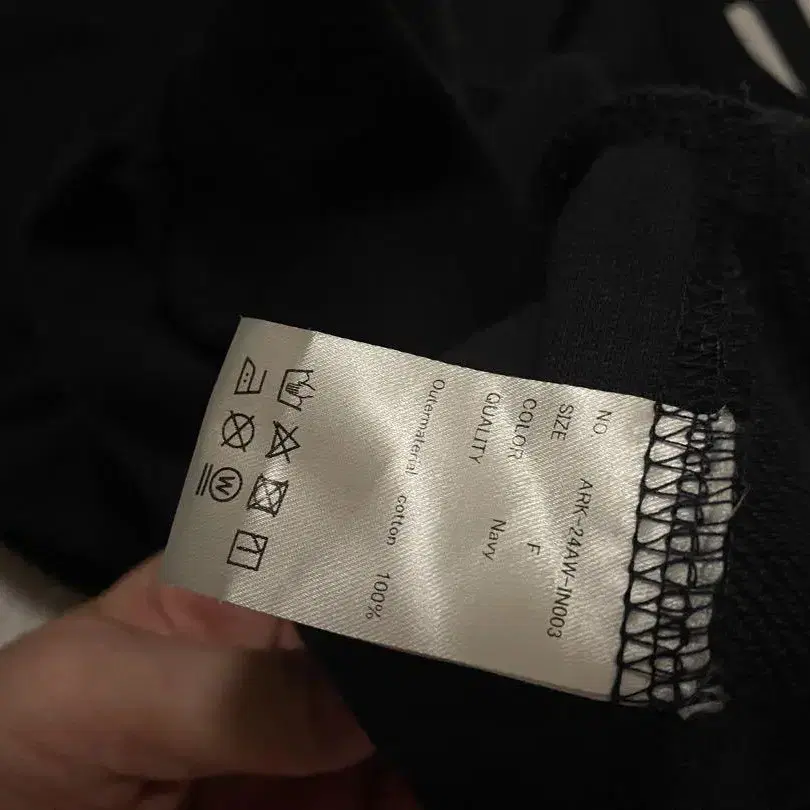 NO. ARK-24AW-IN003
SIZE F
COLOR Navy
QUALITY
Outermaterial cotton 100%
W